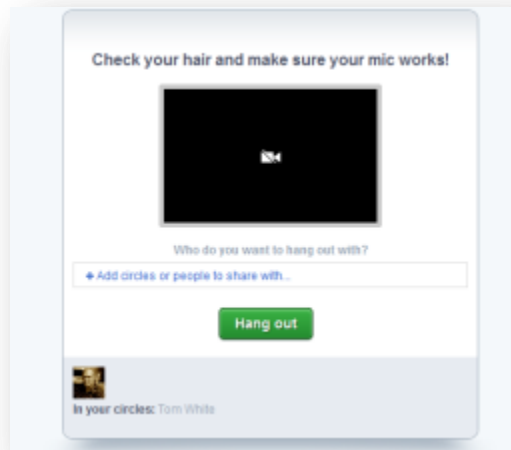 Check your hair and make sure your mic works!
Who do you want to hang out with?
+ Add circles or people to share with...
Hang out
In your circles: Tom White